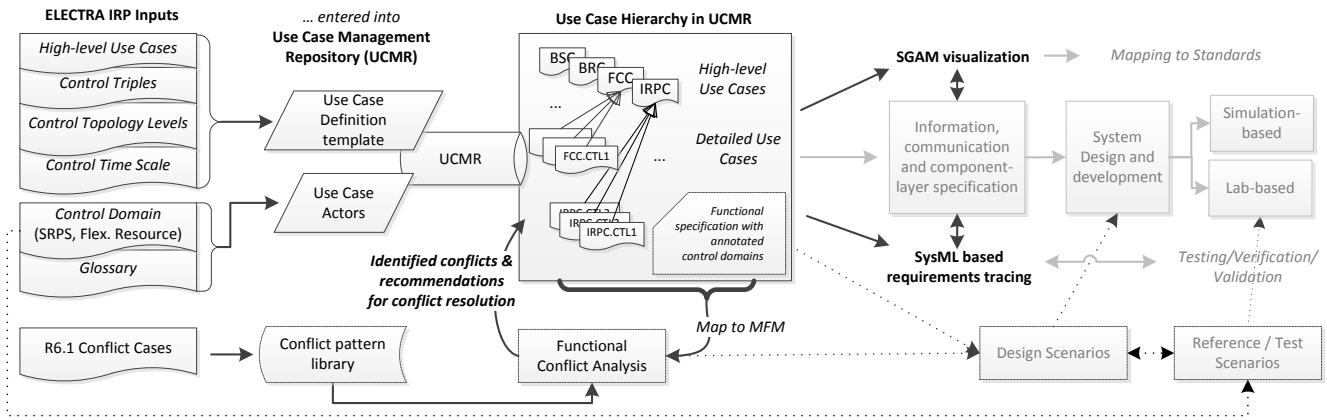 ELECTRA IRP Inputs
High-level Use Cases
Control Triples
Control Topology Levels
Control Time Scale
Control Domain
(SRPS, Flex. Resource)
Glossary
R6.1 Conflict Cases
... entered into
Use Case Management
Repository (UCMR)
Use Case
Definition
template
Use Case
Actors
UCMR
Conflict pattern
library
Identified conflicts &
recommendations
for conflict resolution
Use Case Hierarchy in UCMR
BSC
BRC
FCC
IRPC
...
FCC.CTL1
...
IRPC.CTL1
High-level
Use Cases
Detailed Use
Cases
Functional
specification with
annotated
control domains
Map to MFM
Functional
Conflict Analysis
SGAM visualization
Mapping to Standards
Information,
communication
and component-
layer specification
System
Design and
development
Simulation-
based
Lab-based
SysML based
requirements tracing
Testing/Verification/
Validation
Design Scenarios
Reference / Test
Scenarios